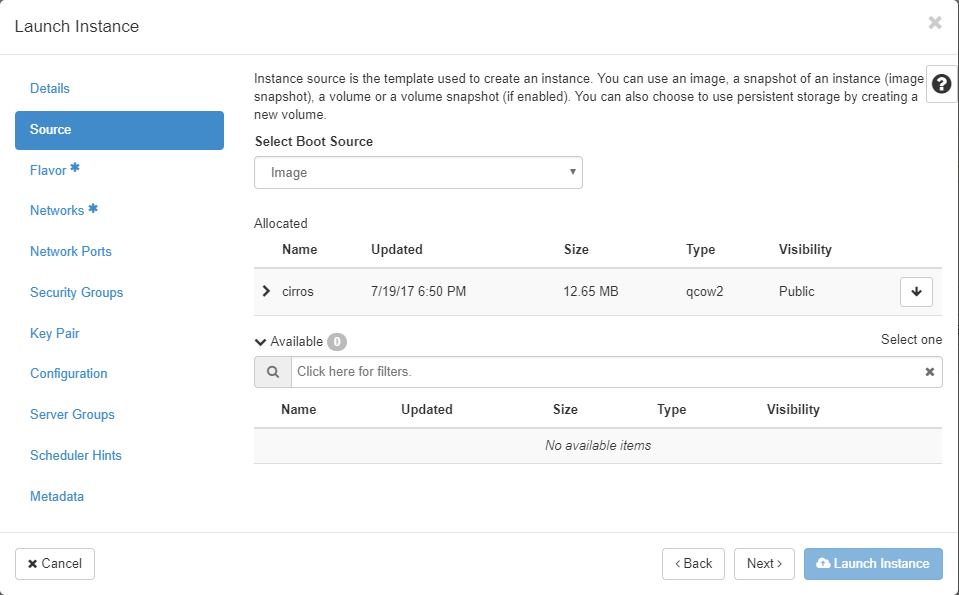 Launch Instance
Details
Source
Flavor *
Networks *
Network Ports
Security Groups
Key Pair
Configuration
Server Groups
Scheduler Hints
Metadata
Instance source is the template used to create an instance. You can use an image, a snapshot of an instance (image
snapshot), a volume or a volume snapshot (if enabled). You can also choose to use persistent storage by creating a
new volume.
Select Boot Source
Image
Allocated
Name Updated Size Type Visibility
cirros 7/19/17 6:50 PM 12.65 MB qcow2 Public
Available 0 Select one
Click here for filters.
Name Updated Size Type Visibility
No available items
Cancel ‹ Back Next › Launch Instance